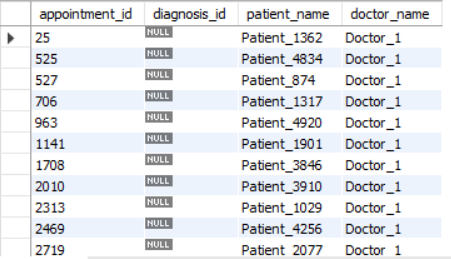 appointment_id diagnosis_id patient_name doctor_name
25 NULL Patient_1362 Doctor_1
525 NULL Patient_4834 Doctor_1
527 NULL Patient_874 Doctor_1
706 NULL Patient_1317 Doctor_1
963 NULL Patient_4920 Doctor_1
1141 NULL Patient_1901 Doctor_1
1708 NULL Patient_3846 Doctor_1
2010 NULL Patient_3910 Doctor_1
2313 NULL Patient_1029 Doctor_1
2469 NULL Patient_4256 Doctor_1
2719 NULL Patient_2077 Doctor_1